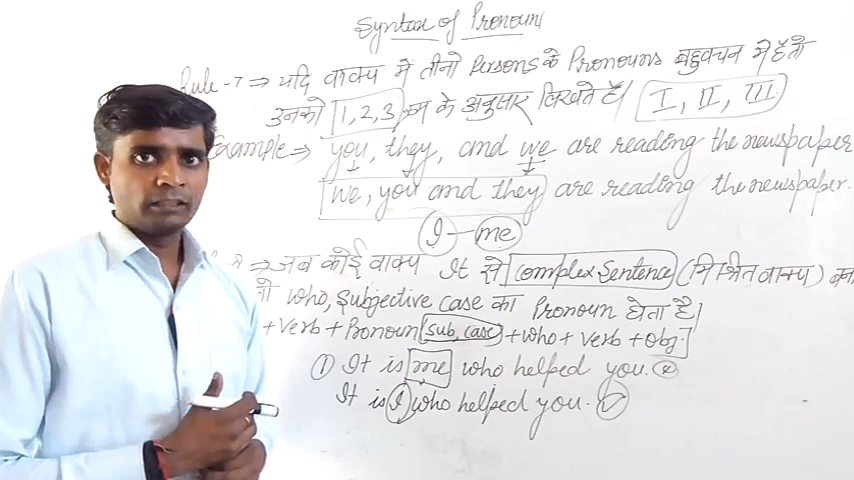 Syntax of Pronoun
Rule-7 ⇒ यदि वाक्य में तीनो Persons के Pronouns बहुवचन में हैं तो
उनको 1, 2, 3 के अनुसार लिखते हैं। I, II, III
Example ⇒ you, they, and we are reading the newspaper
we, you and they are reading the newspaper.
I - me
⇒ जब कोई वाक्य It से complex Sentence (मिश्रित वाक्य)
तो who, subjective case का Pronoun होता है।
+ verb + Pronoun [sub, case] + who + verb + obj.]
① It is me who helped you. ⓧ
It is I who helped you. ✓